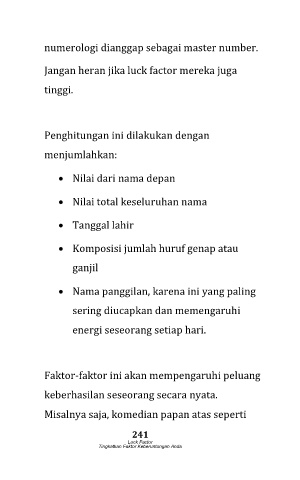 numerologi dianggap sebagai master number.
Jangan heran jika luck factor mereka juga
tinggi.
Penghitungan ini dilakukan dengan
menjumlahkan:
• Nilai dari nama depan
• Nilai total keseluruhan nama
• Tanggal lahir
• Komposisi jumlah huruf genap atau
ganjil
• Nama panggilan, karena ini yang paling
sering diucapkan dan memengaruhi
energi seseorang setiap hari.
Faktor-faktor ini akan mempengaruhi peluang
keberhasilan seseorang secara nyata.
Misalnya saja, komedian papan atas seperti
241
Luck Factor
Tingkatkan Faktor Keberuntungan Anda